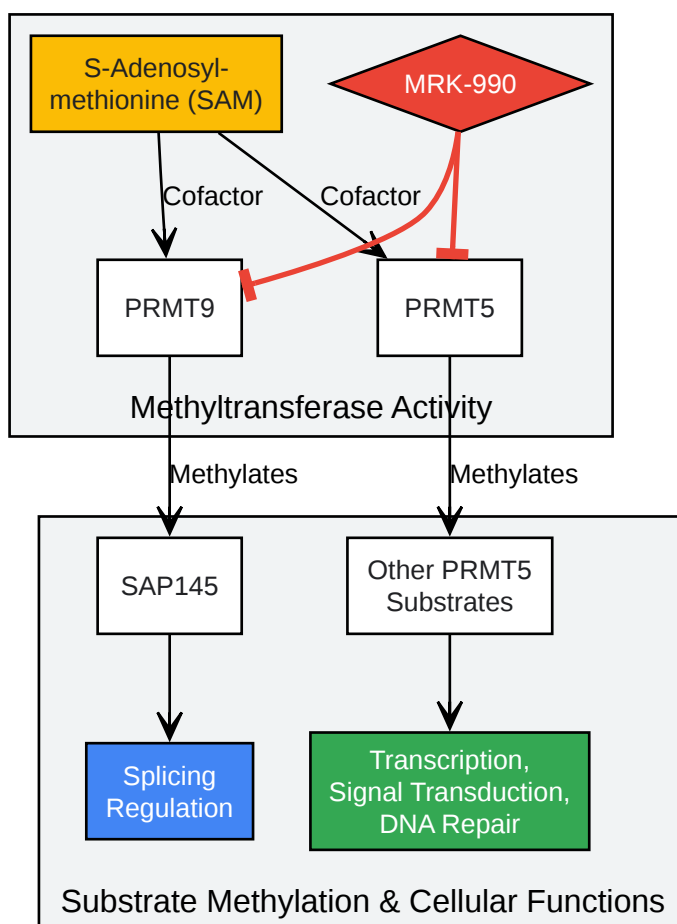 S-Adenosyl-
methionine (SAM)
MRK-990
Cofactor
Cofactor
PRMT9
PRMT5
Methyltransferase Activity
Methylates
Methylates
SAP145
Other PRMT5
Substrates
Splicing
Regulation
Transcription,
Signal Transduction,
DNA Repair
Substrate Methylation & Cellular Functions